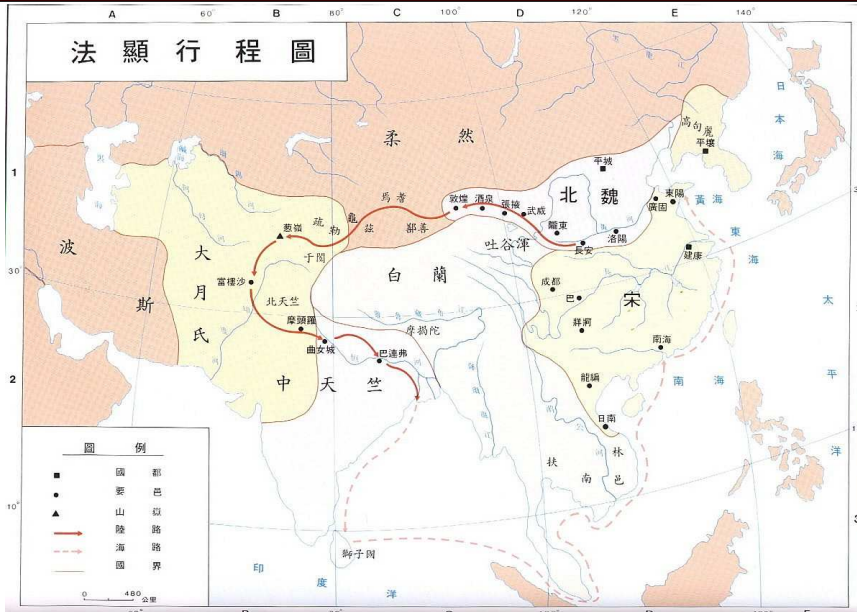 A
60°
B
80°
C
100°
D
120°
E
140°
法顯行程圖
日本海
高句麗
平壤
柔然
平城
1
北魏
東陽
黃海
廣固
敦煌
酒泉
張掖
武威
焉耆
龜
茲
鄯善
疏勒
葱嶺
隴東
長安
洛陽
東海
吐谷渾
建康
于闐
大月氏
波斯
30°
白蘭
成都
巴
宋
太平洋
富樓沙
北天竺
摩頭羅
曲女城
摩揭陀
巴連弗
牂牁
南海
2
中天竺
龍編
南海
日南
林邑
扶南
圖例
國都
要邑
山嶽
陸路
海路
國界
10°
3
獅子國
印度洋
0
480
公里